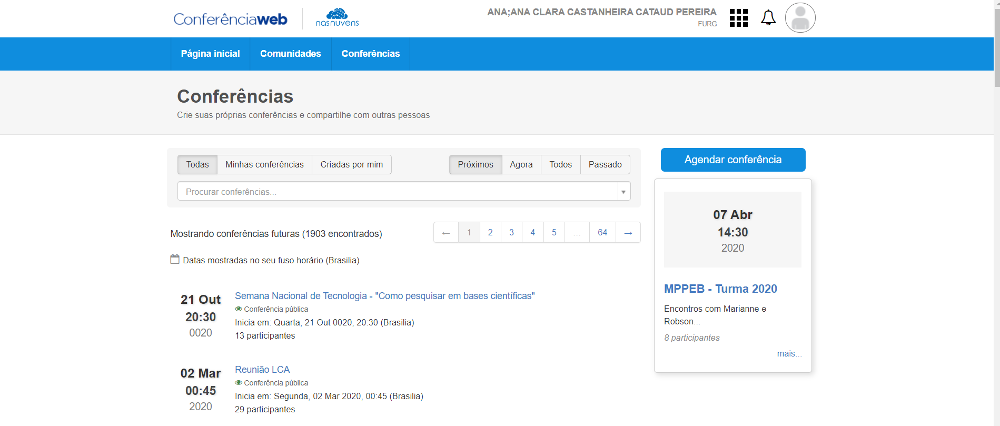 Conferênciaweb
nasnuvens
ANA;ANA CLARA CASTANHEIRA CATAUD PEREIRA
FURG
Página inicial
Comunidades
Conferências
Conferências
Crie suas próprias conferências e compartilhe com outras pessoas
Todas
Minhas conferências
Criadas por mim
Próximos
Agora
Todos
Passado
Procurar conferências...
Mostrando conferências futuras (1903 encontrados)
← 1 2 3 4 5 ... 64 →
Datas mostradas no seu fuso horário (Brasilia)
21 Out
20:30
0020
Semana Nacional de Tecnologia - "Como pesquisar em bases científicas"
Conferência pública
Inicia em: Quarta, 21 Out 0020, 20:30 (Brasilia)
13 participantes
02 Mar
00:45
2020
Reunião LCA
Conferência pública
Inicia em: Segunda, 02 Mar 2020, 00:45 (Brasilia)
29 participantes
Agendar conferência
07 Abr
14:30
2020
MPPEB - Turma 2020
Encontros com Marianne e
Robson...
8 participantes
mais...